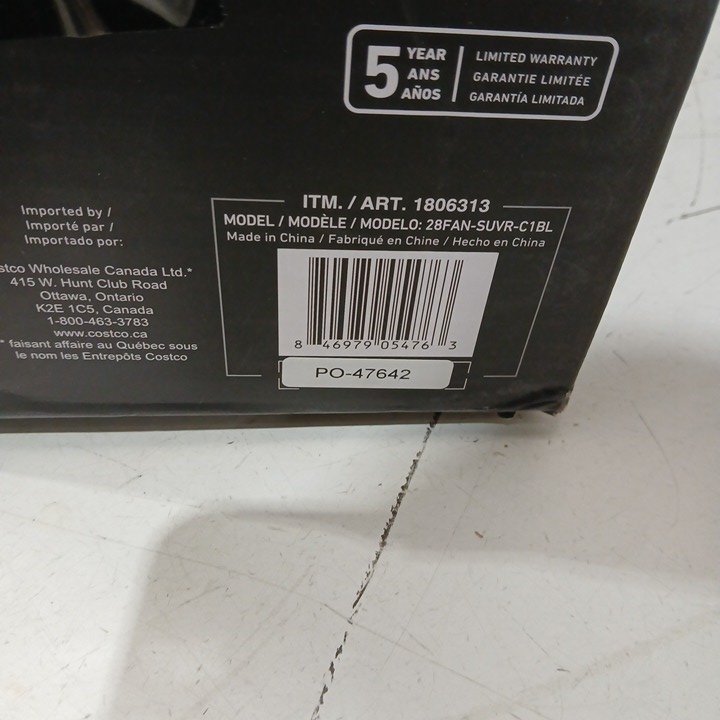 5 YEAR
ANS
AÑOS
LIMITED WARRANTY
GARANTIE LIMITÉE
GARANTÍA LIMITADA
Imported by /
Importé par /
Importado por:
stco Wholesale Canada Ltd.*
415 W. Hunt Club Road
Ottawa, Ontario
K2E 1C5, Canada
1-800-463-3783
www.costco.ca
* faisant affaire au Québec sous
le nom les Entrepôts Costco
ITM. / ART. 1806313
MODEL / MODÈLE / MODELO: 28FAN-SUVR-C1BL
Made in China / Fabriqué en Chine / Hecho en China
8 46979 05476 3
PO-47642